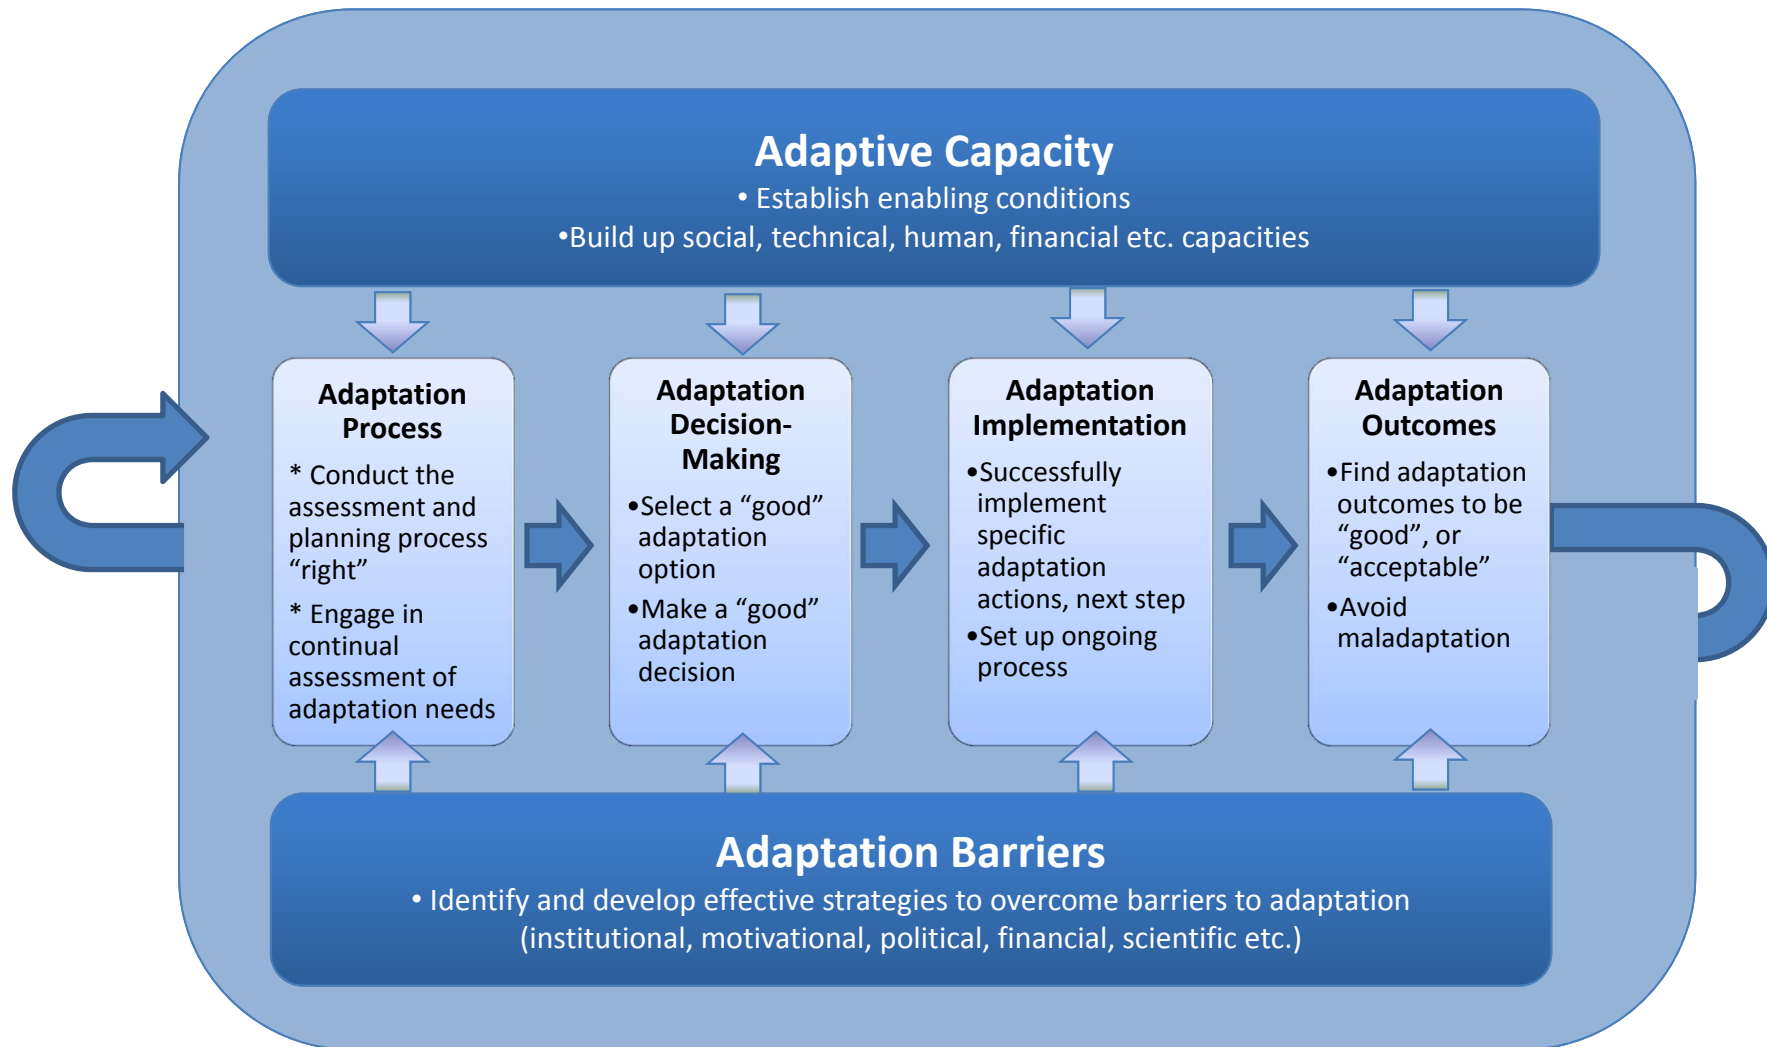 Adaptive Capacity
• Establish enabling conditions
•Build up social, technical, human, financial etc. capacities
Adaptation
Process
* Conduct the
assessment and
planning process
“right”
* Engage in
continual
assessment of
adaptation needs
Adaptation
Decision-
Making
•Select a “good”
adaptation
option
•Make a “good”
adaptation
decision
Adaptation
Implementation
•Successfully
implement
specific
adaptation
actions, next step
•Set up ongoing
process
Adaptation
Outcomes
•Find adaptation
outcomes to be
“good”, or
“acceptable”
•Avoid
maladaptation
Adaptation Barriers
• Identify and develop effective strategies to overcome barriers to adaptation
(institutional, motivational, political, financial, scientific etc.)